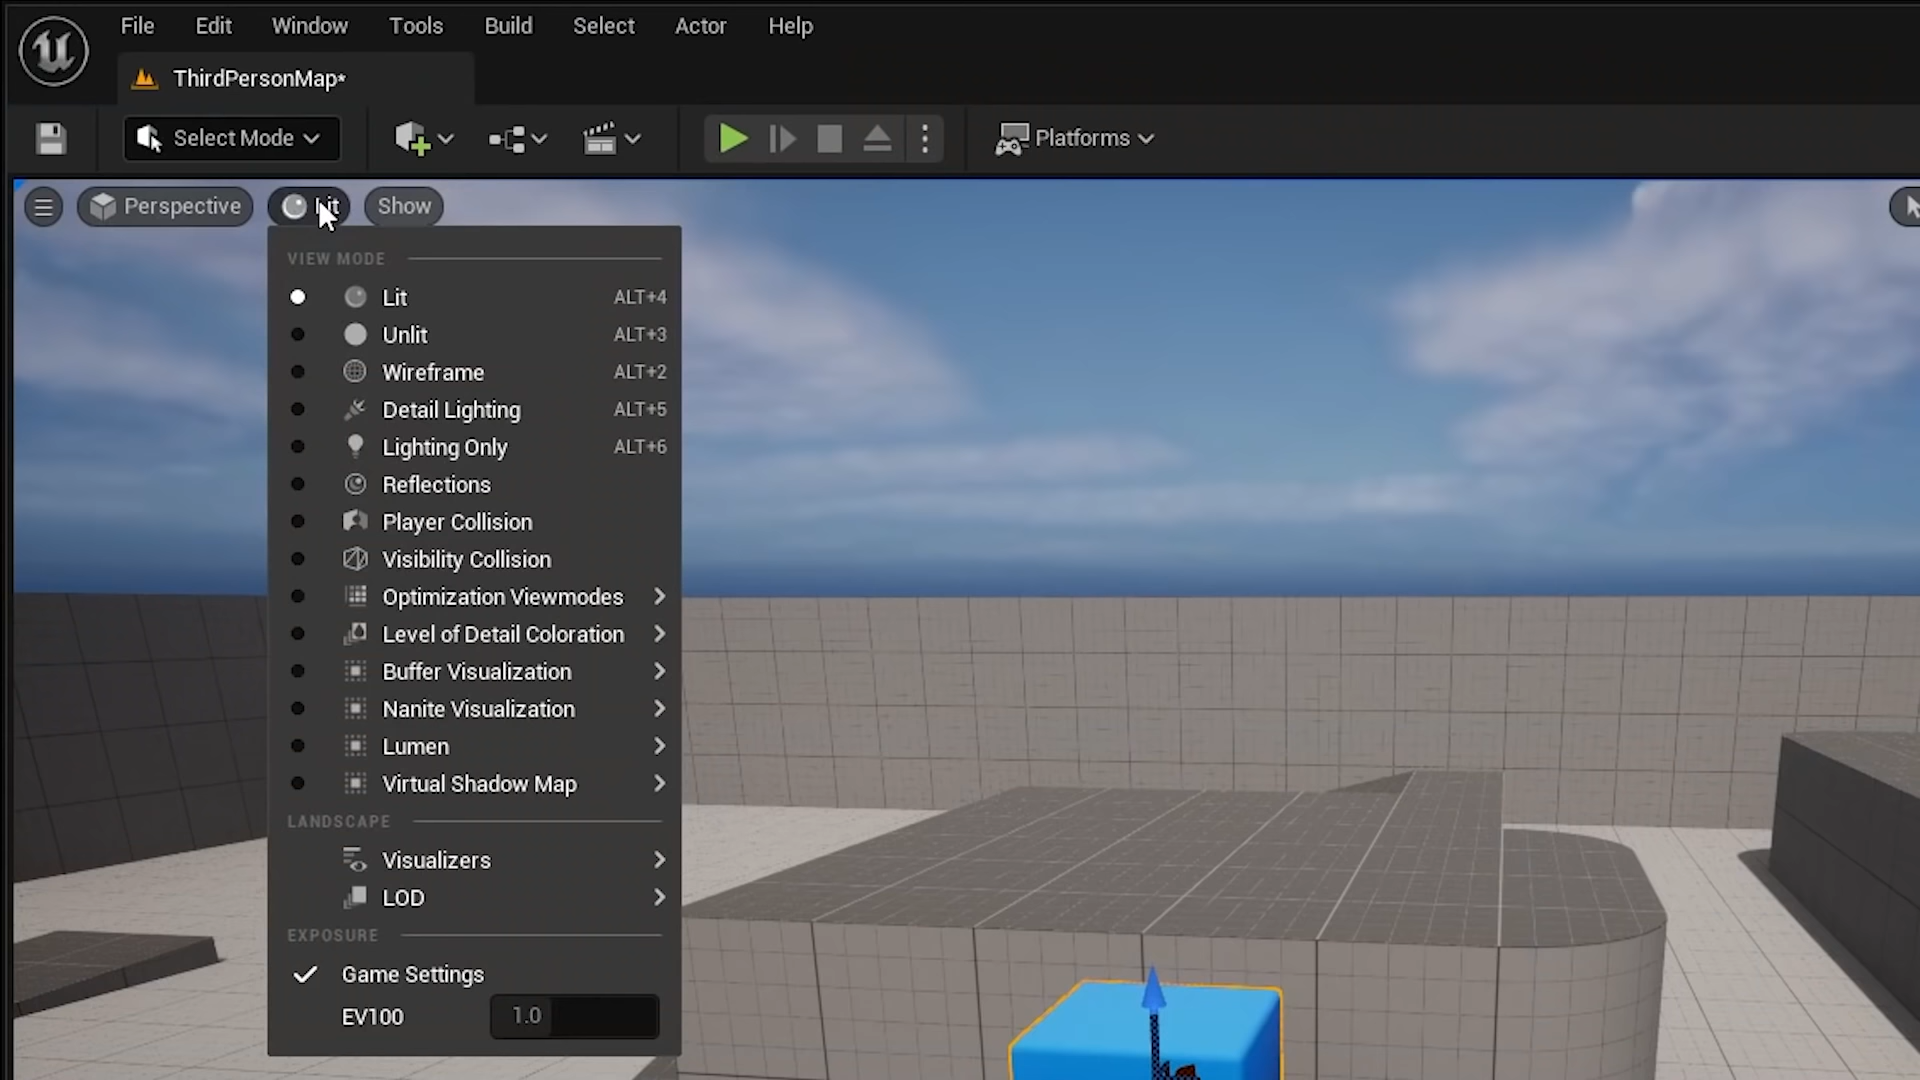 File Edit Window Tools Build Select Actor Help
ThirdPersonMap*
Select Mode Platforms
Perspective Lit Show
VIEW MODE
Lit ALT+4
Unlit ALT+3
Wireframe ALT+2
Detail Lighting ALT+5
Lighting Only ALT+6
Reflections
Player Collision
Visibility Collision
Optimization Viewmodes
Level of Detail Coloration
Buffer Visualization
Nanite Visualization
Lumen
Virtual Shadow Map
LANDSCAPE
Visualizers
LOD
EXPOSURE
Game Settings
EV100 1.0